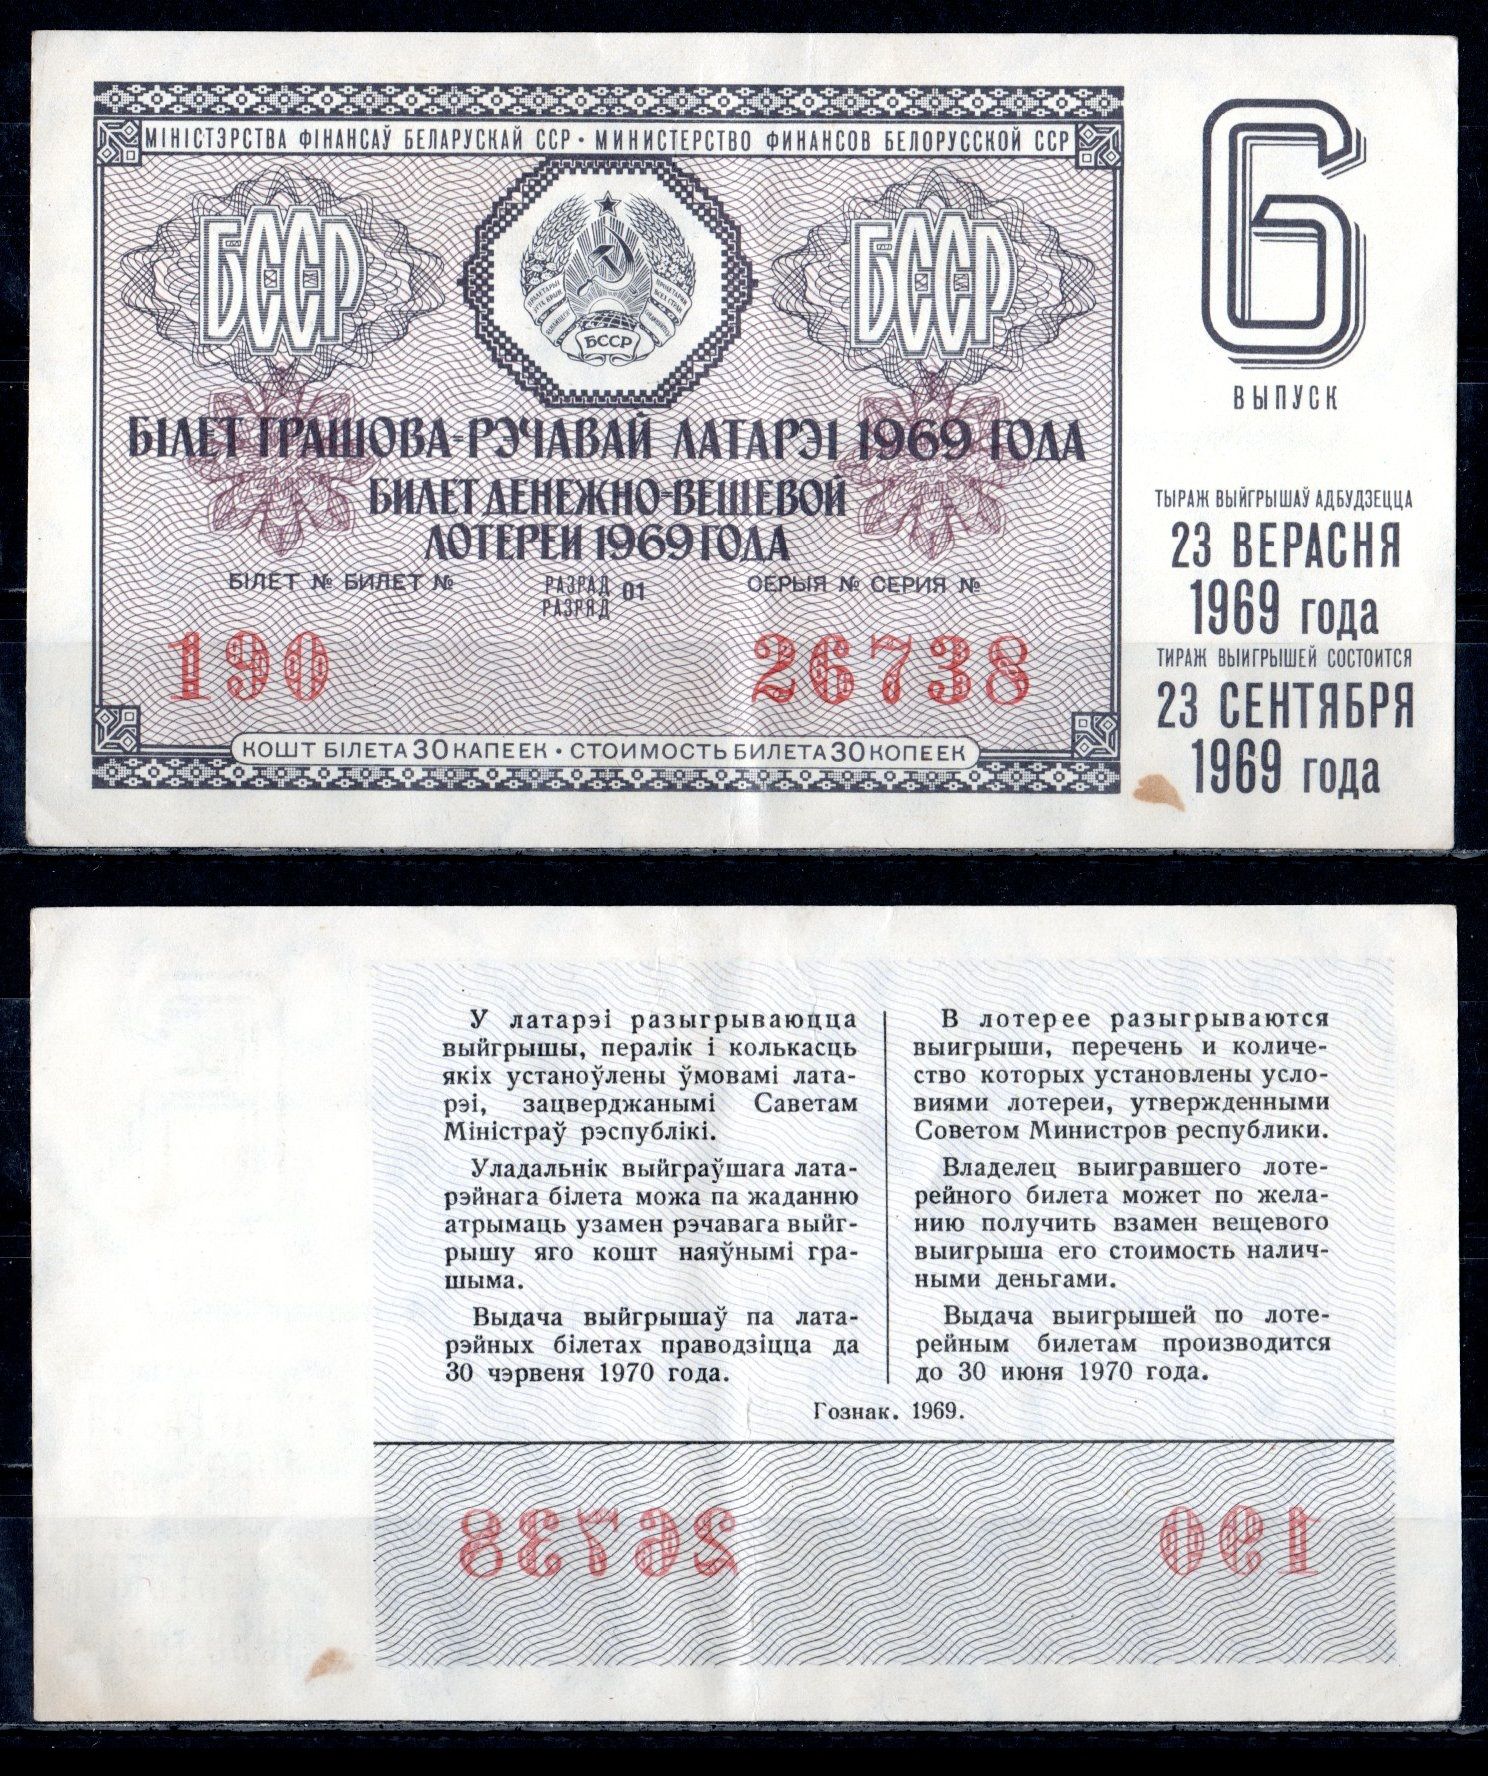 МІНІСТЭРСТВА ФІНАНСАЎ БЕЛАРУСКАЙ ССР · МИНИСТЕРСТВО ФИНАНСОВ БЕЛОРУССКОЙ ССР
БССР
БССР
БССР
БІЛЕТ ГРАШОВА-РЭЧАВАЙ ЛАТАРЭІ 1969 ГОДА
БИЛЕТ ДЕНЕЖНО-ВЕЩЕВОЙ
ЛОТЕРЕИ 1969 ГОДА
БІЛЕТ № БИЛЕТ №
РАЗРАД 01
РАЗРЯД
СЕРЫЯ № СЕРИЯ №
190
26738
КОШТ БІЛЕТА 30 КАПЕЕК · СТОИМОСТЬ БИЛЕТА 30 КОПЕЕК
6
ВЫПУСК
ТЫРАЖ ВЫЙГРЫШАЎ АДБУДЗЕЦЦА
23 ВЕРАСНЯ
1969 года
ТИРАЖ ВЫИГРЫШЕЙ СОСТОИТСЯ
23 СЕНТЯБРЯ
1969 года
У латарэі разыгрываюцца
выйгрышы, пералік і колькасць
якіх устаноўлены ўмовамі лата-
рэі, зацверджанымі Саветам
Міністраў рэспублікі.
Уладальнік выйграўшага лата-
рэйнага білета можа па жаданню
атрымаць узамен рэчавага выйг-
рышу яго кошт наяўнымі гра-
шыма.
Выдача выйгрышаў па лата-
рэйных білетах праводзіцца да
30 чэрвеня 1970 года.
В лотерее разыгрываются
выигрыши, перечень и количе-
ство которых установлены усло-
виями лотереи, утвержденными
Советом Министров республики.
Владелец выигравшего лоте-
рейного билета может по жела-
нию получить взамен вещевого
выигрыша его стоимость налич-
ными деньгами.
Выдача выигрышей по лоте-
рейным билетам производится
до 30 июня 1970 года.
Гознак. 1969.
26738
190